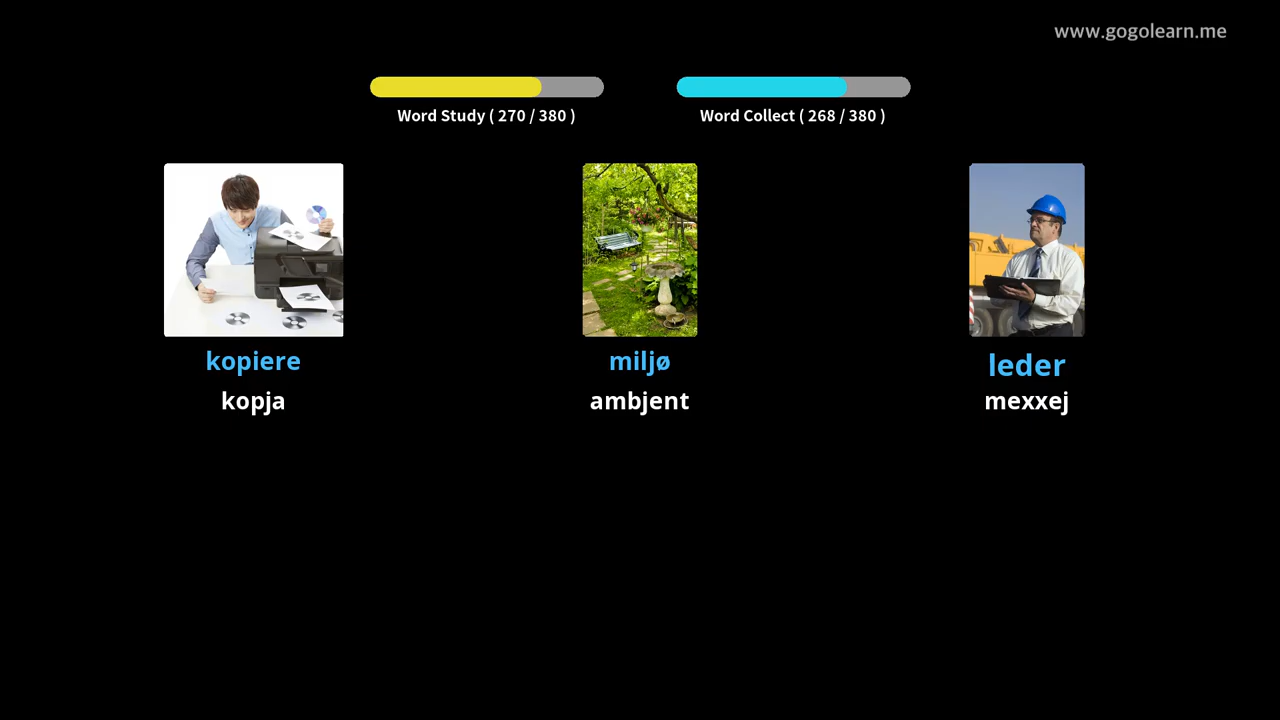 www.gogolearn.me
Word Study ( 270 / 380 )
Word Collect ( 268 / 380 )
kopiere
miljø
leder
kopja
ambjent
mexxej